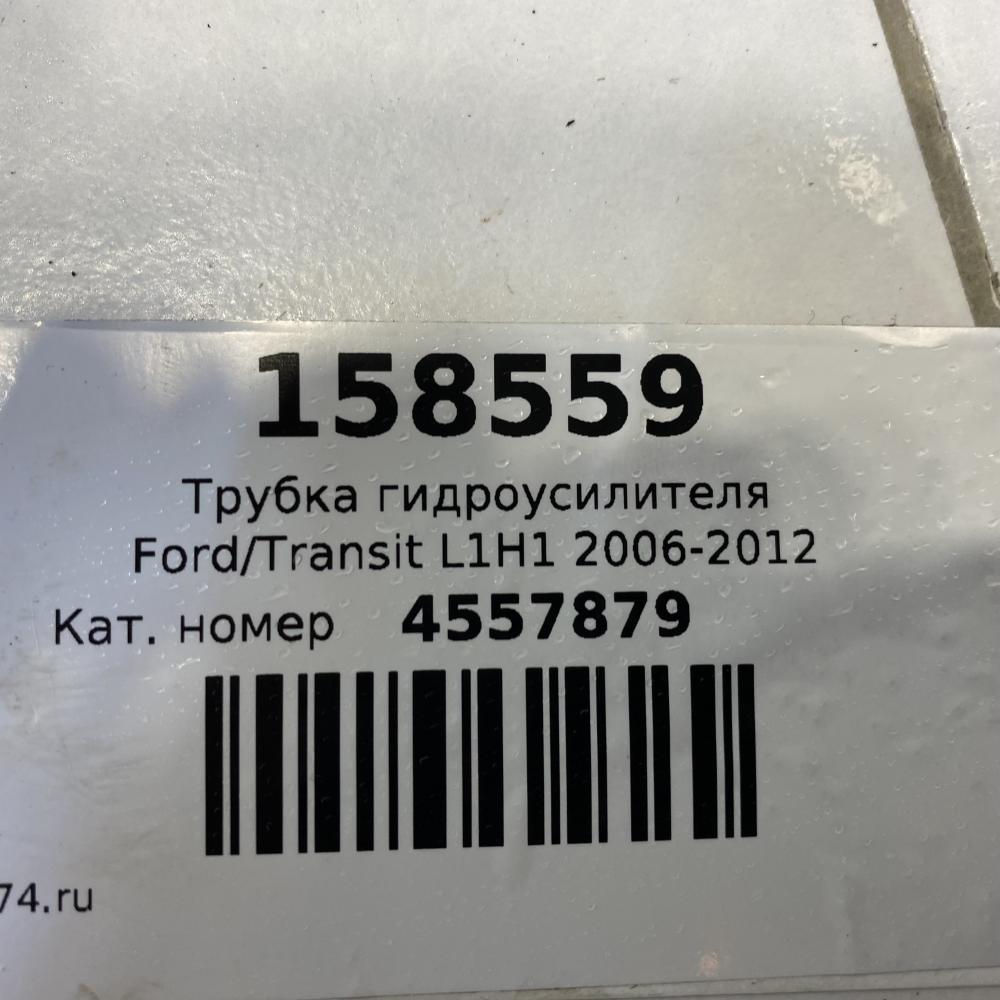 158559
Трубка гидроусилителя
Ford/Transit L1H1 2006-2012
Кат. номер 4557879
74.ru